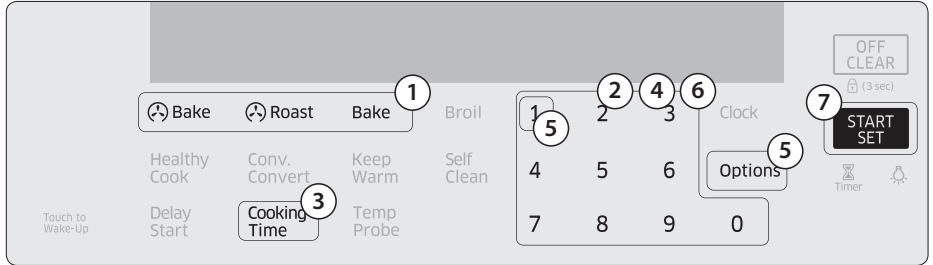 OFF
CLEAR
(3 sec)
1
2
4
6
7
Bake
Roast
Bake
Broil
1
2
3
Clock
START
SET
5
5
Healthy
Cook
Conv.
Convert
Keep
Warm
Self
Clean
4
5
6
Options
Timer
3
Touch to
Wake-Up
Delay
Start
Cooking
Time
Temp
Probe
7
8
9
0